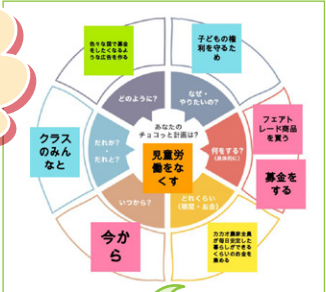 色々な国で募金
をしたくなるよ
うな広告を作る
子どもの権
利を守るた
め
どのように?
なぜ・
やりたいの?
あなたの
チョコっと計画は?
児童労
働をな
くす
クラス
のみん
なと
だれが?
・
だれと?
何をする?
(具体的に)
フェアト
レード商品
を買う
募金を
する
いつから?
どれくらい
(期間・お金)
今か
ら
カカオ農家全員
が毎日安定した
暮らしができる
くらいのお金を
集める